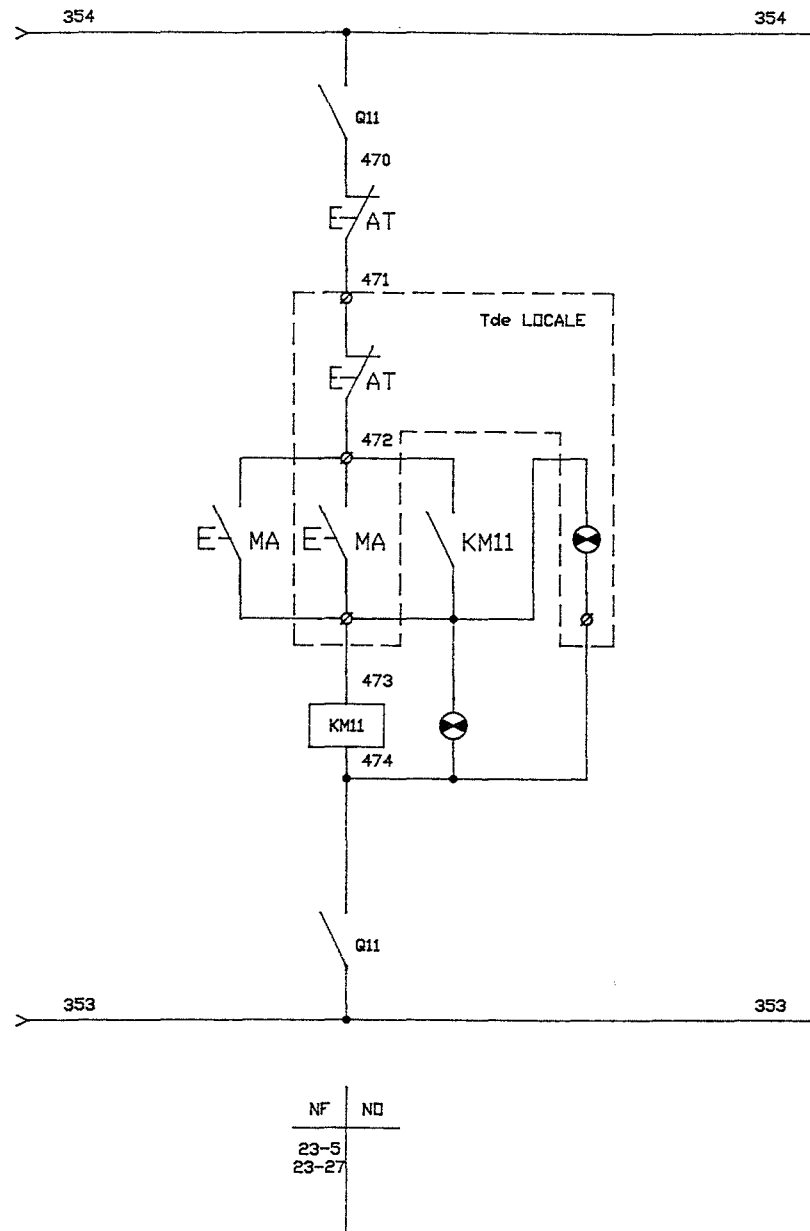 354 354
Q11
470
E AT
471
Tde LOCALE
E AT
472
E MA E MA KM11
473
KM11
474
Q11
353 353
NF NO
23-5
23-27